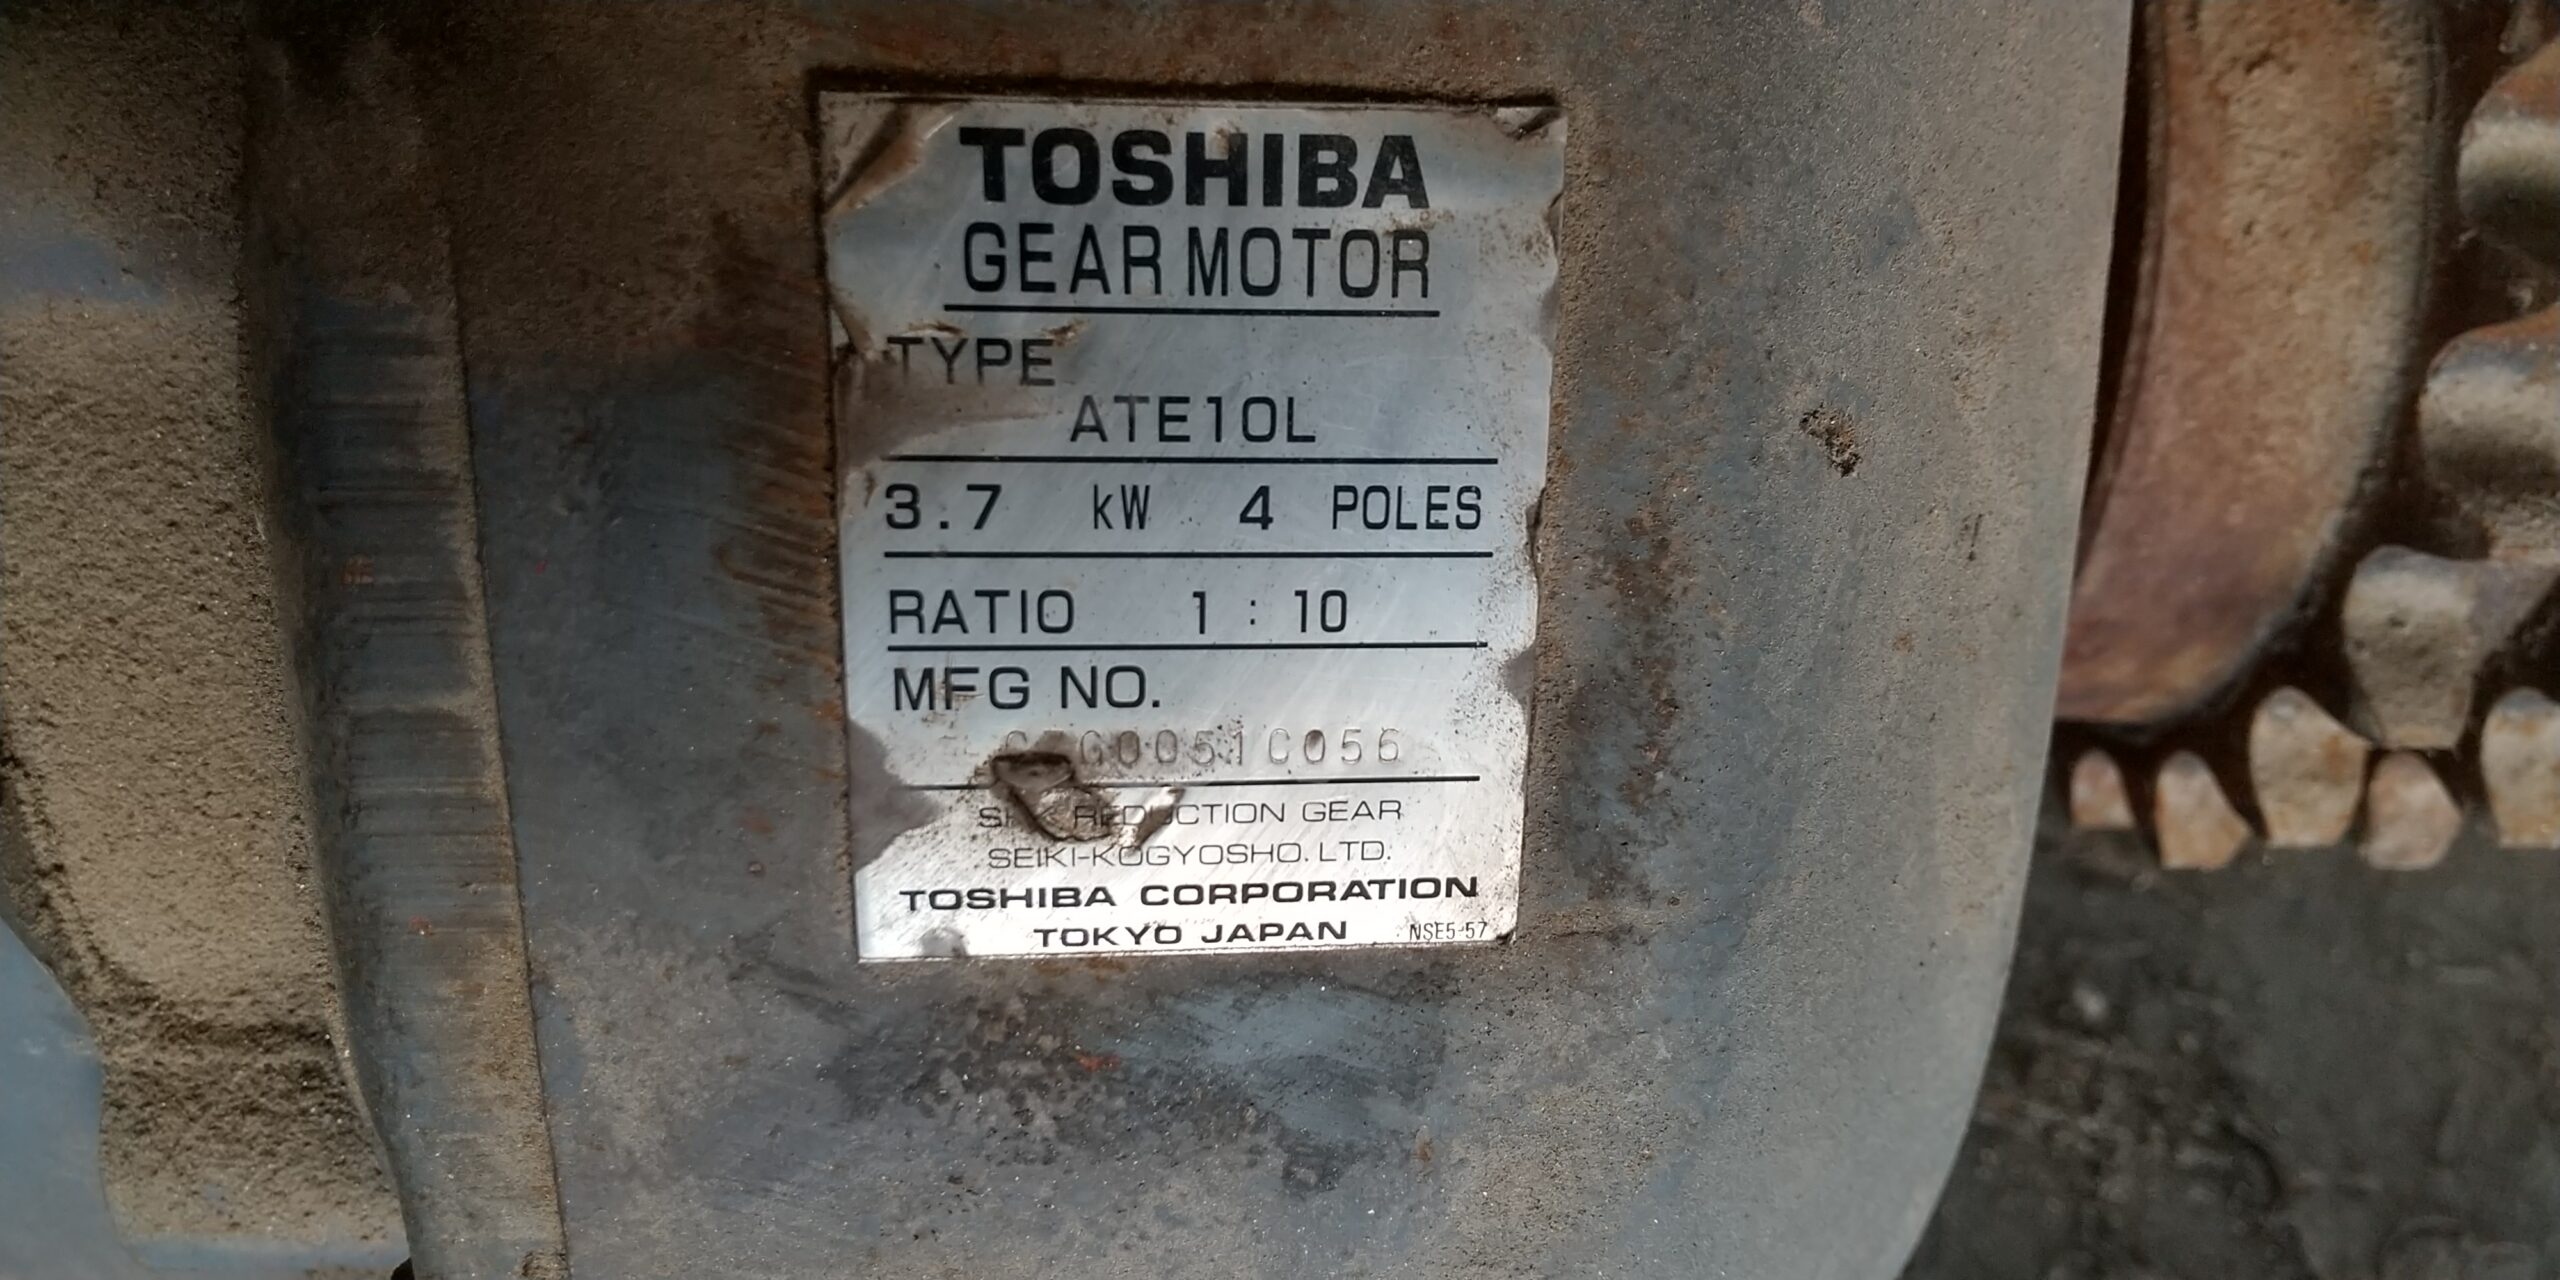 TOSHIBA
GEAR MOTOR
TYPE
ATE10L
3.7 kW 4 POLES
RATIO 1 : 10
MFG NO.
REDUCTION GEAR
SEIKI-KOGYOSHO.LTD.
TOSHIBA CORPORATION
TOKYO JAPAN NSE5-57